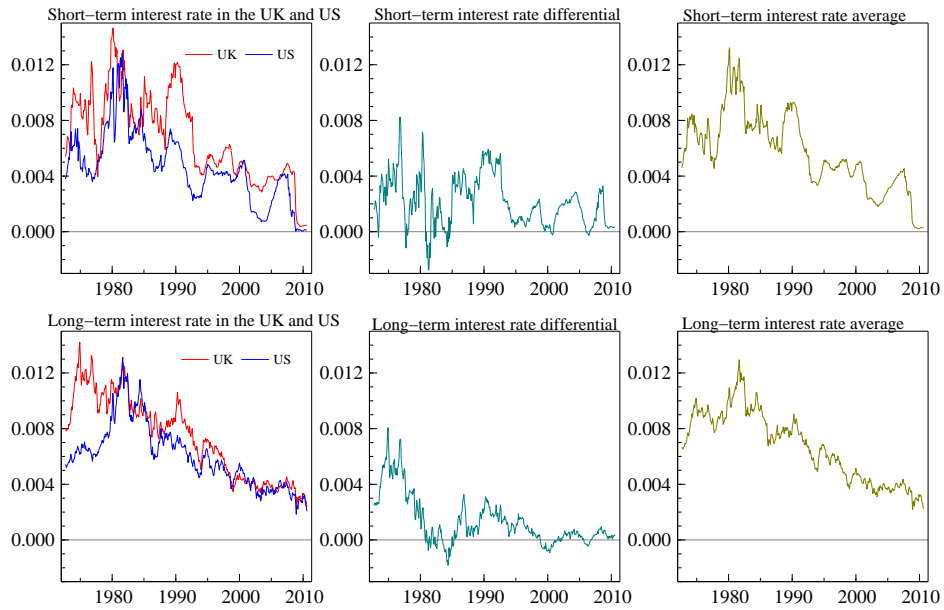 Short−term interest rate in the UK and US
UK
US
0.012
0.008
0.004
0.000
1980 1990 2000 2010
Short−term interest rate differential
0.012
0.008
0.004
0.000
1980 1990 2000 2010
Short−term interest rate average
0.012
0.008
0.004
0.000
1980 1990 2000 2010
Long−term interest rate in the UK and US
UK
US
0.012
0.008
0.004
0.000
1980 1990 2000 2010
Long−term interest rate differential
0.012
0.008
0.004
0.000
1980 1990 2000 2010
Long−term interest rate average
0.012
0.008
0.004
0.000
1980 1990 2000 2010